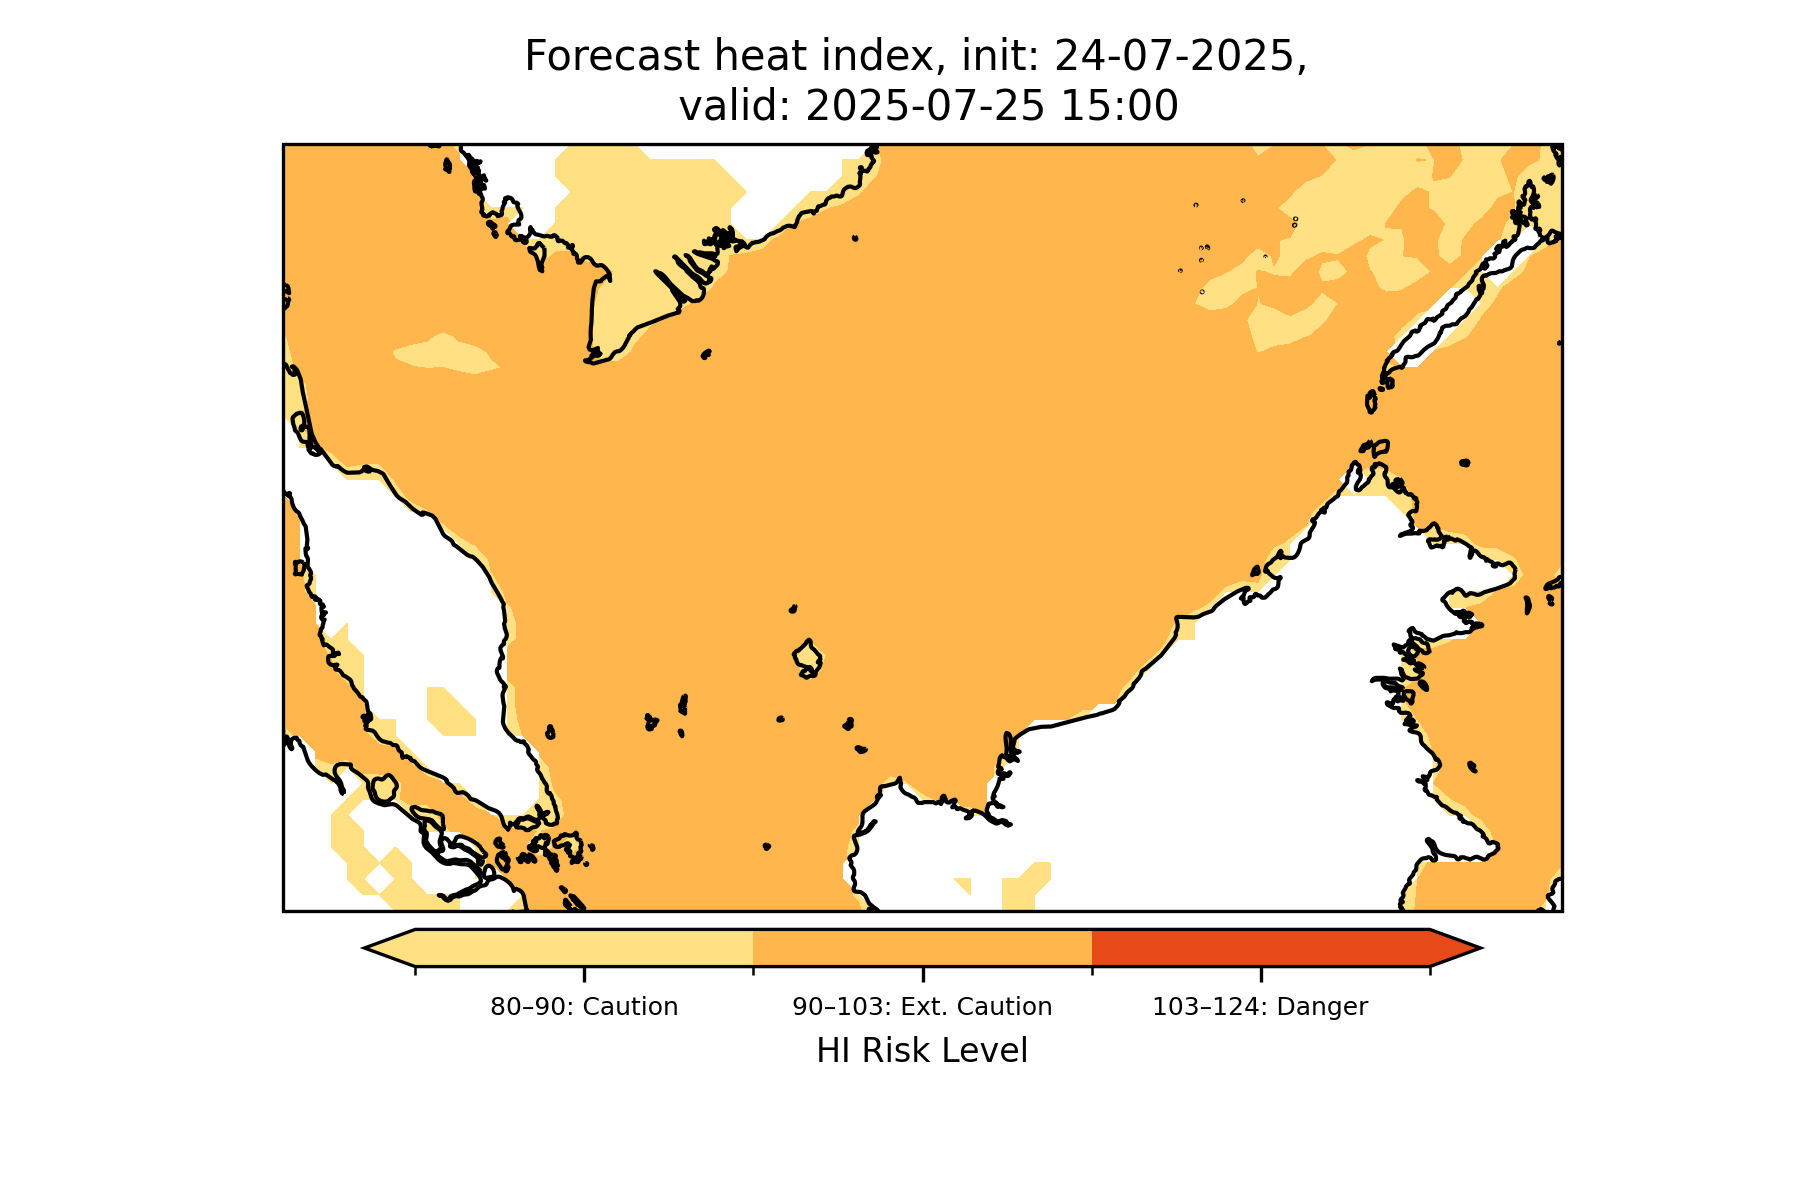 Forecast heat index, init: 24-07-2025,
valid: 2025-07-25 15:00
80–90: Caution
90–103: Ext. Caution
103–124: Danger
HI Risk Level